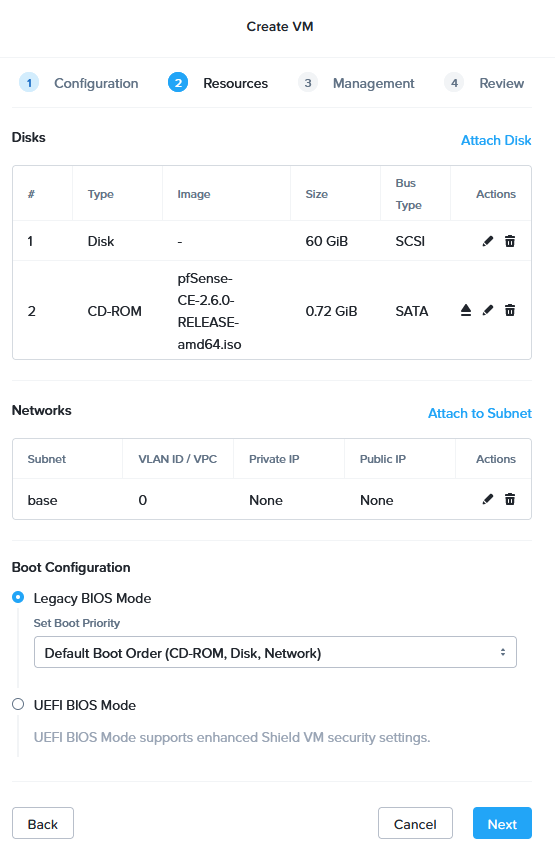 Create VM
1 Configuration 2 Resources 3 Management 4 Review
Disks
Attach Disk
# Type Image Size Bus Type Actions
1 Disk - 60 GiB SCSI
2 CD-ROM pfSense-CE-2.6.0-RELEASE-amd64.iso 0.72 GiB SATA
Networks
Attach to Subnet
Subnet VLAN ID / VPC Private IP Public IP Actions
base 0 None None
Boot Configuration
Legacy BIOS Mode
Set Boot Priority
Default Boot Order (CD-ROM, Disk, Network)
UEFI BIOS Mode
UEFI BIOS Mode supports enhanced Shield VM security settings.
Back Cancel Next